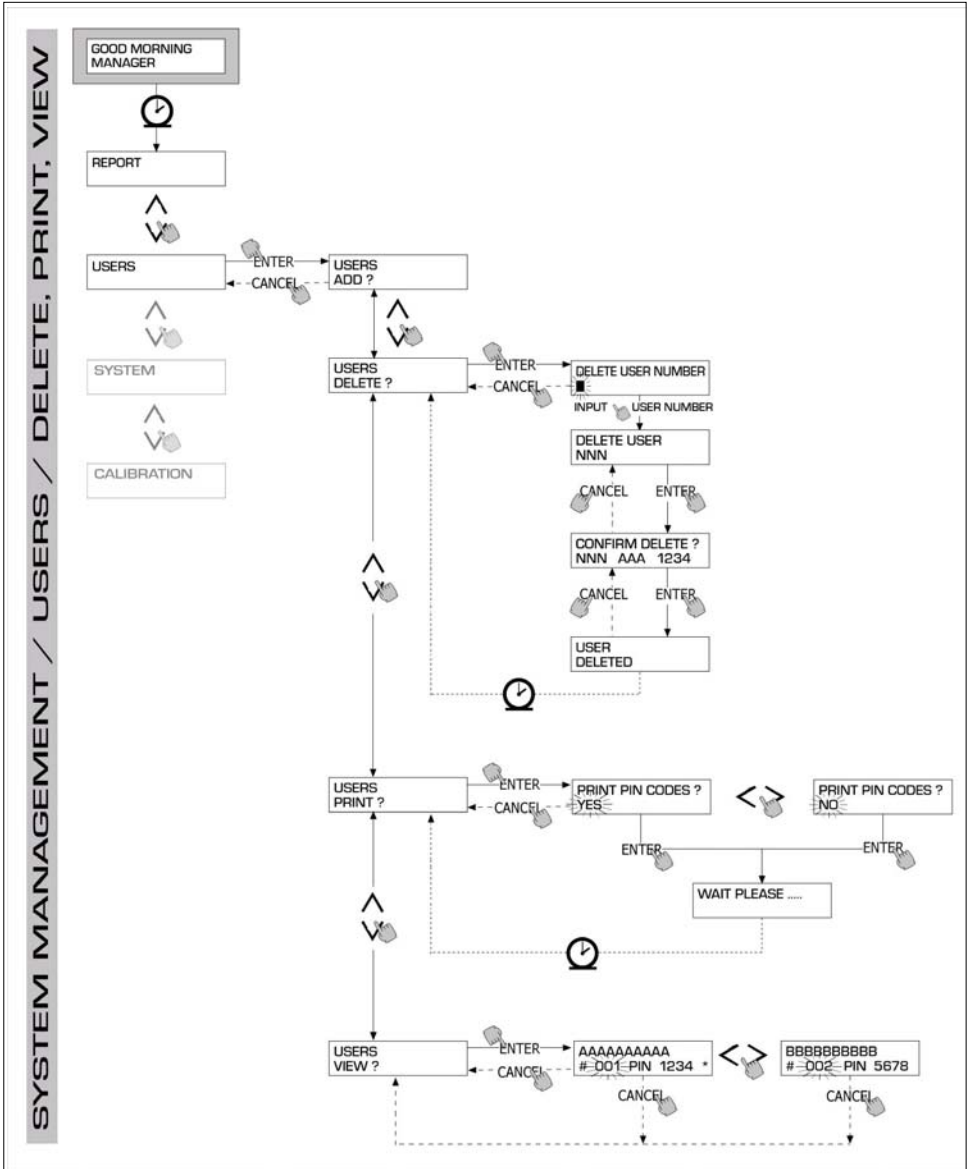 SYSTEM MANAGEMENT / USERS / DELETE, PRINT, VIEW
GOOD MORNING
MANAGER
REPORT
USERS
ENTER
CANCEL
USERS
ADD ?
SYSTEM
CALIBRATION
USERS
DELETE ?
ENTER
CANCEL
DELETE USER NUMBER
INPUT USER NUMBER
DELETE USER
NNN
CANCEL ENTER
CONFIRM DELETE ?
NNN AAA 1234
CANCEL ENTER
USER
DELETED
USERS
PRINT ?
ENTER
CANCEL
PRINT PIN CODES ?
YES
PRINT PIN CODES ?
NO
ENTER
ENTER
WAIT PLEASE .....
USERS
VIEW ?
ENTER
CANCEL
AAAAAAAAAA
# 001 PIN 1234 *
BBBBBBBBBB
# 002 PIN 5678
CANCEL
CANCEL